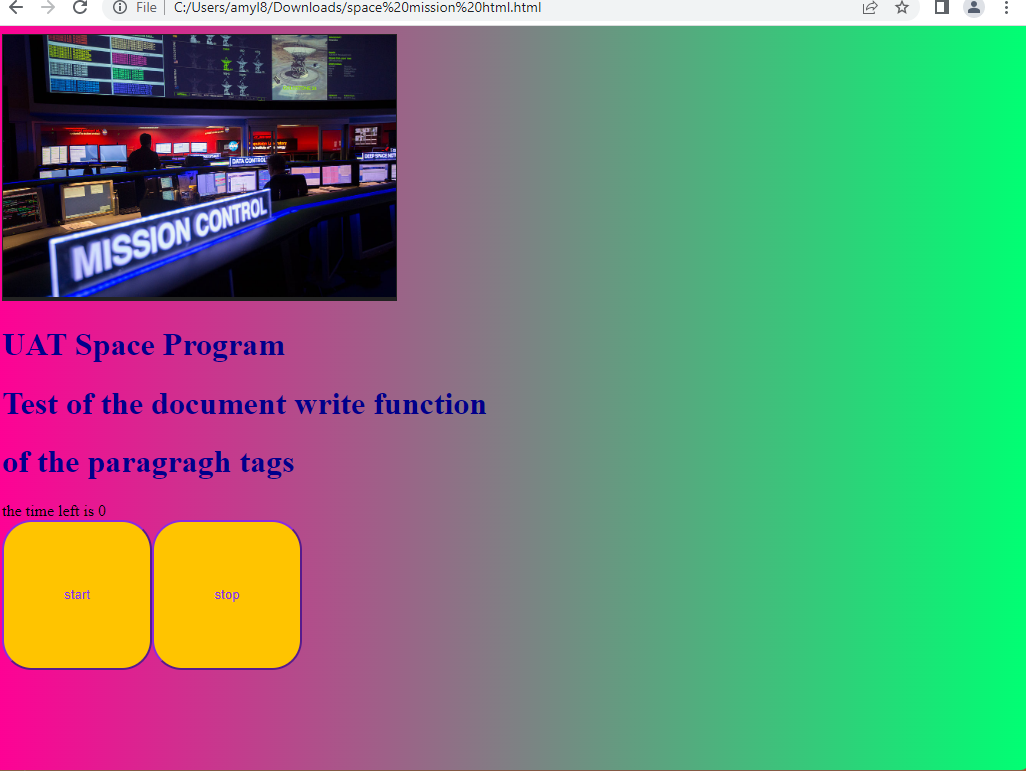 File
C:/Users/amyl8/Downloads/space%20mission%20html.html
DATA CONTROL
DEEP SPACE NET
MISSION CONTROL
UAT Space Program
Test of the document write function
of the paragragh tags
the time left is 0
start
stop